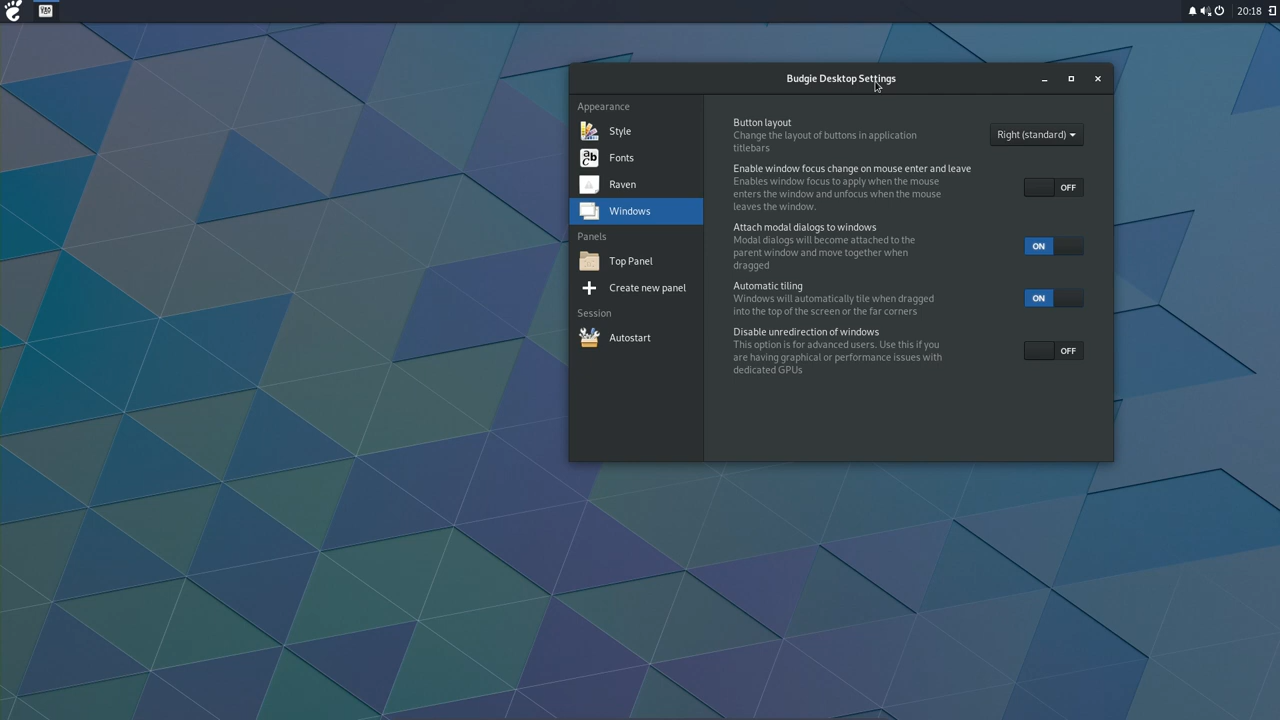 20:18
Budgie Desktop Settings
Appearance
Style
Fonts
Raven
Windows
Panels
Top Panel
Create new panel
Session
Autostart
Button layout
Change the layout of buttons in application
titlebars
Right (standard)
Enable window focus change on mouse enter and leave
Enables window focus to apply when the mouse
enters the window and unfocus when the mouse
leaves the window.
OFF
Attach modal dialogs to windows
Modal dialogs will become attached to the
parent window and move together when
dragged
ON
Automatic tiling
Windows will automatically tile when dragged
into the top of the screen or the far corners
ON
Disable unredirection of windows
This option is for advanced users. Use this if you
are having graphical or performance issues with
dedicated GPUs
OFF